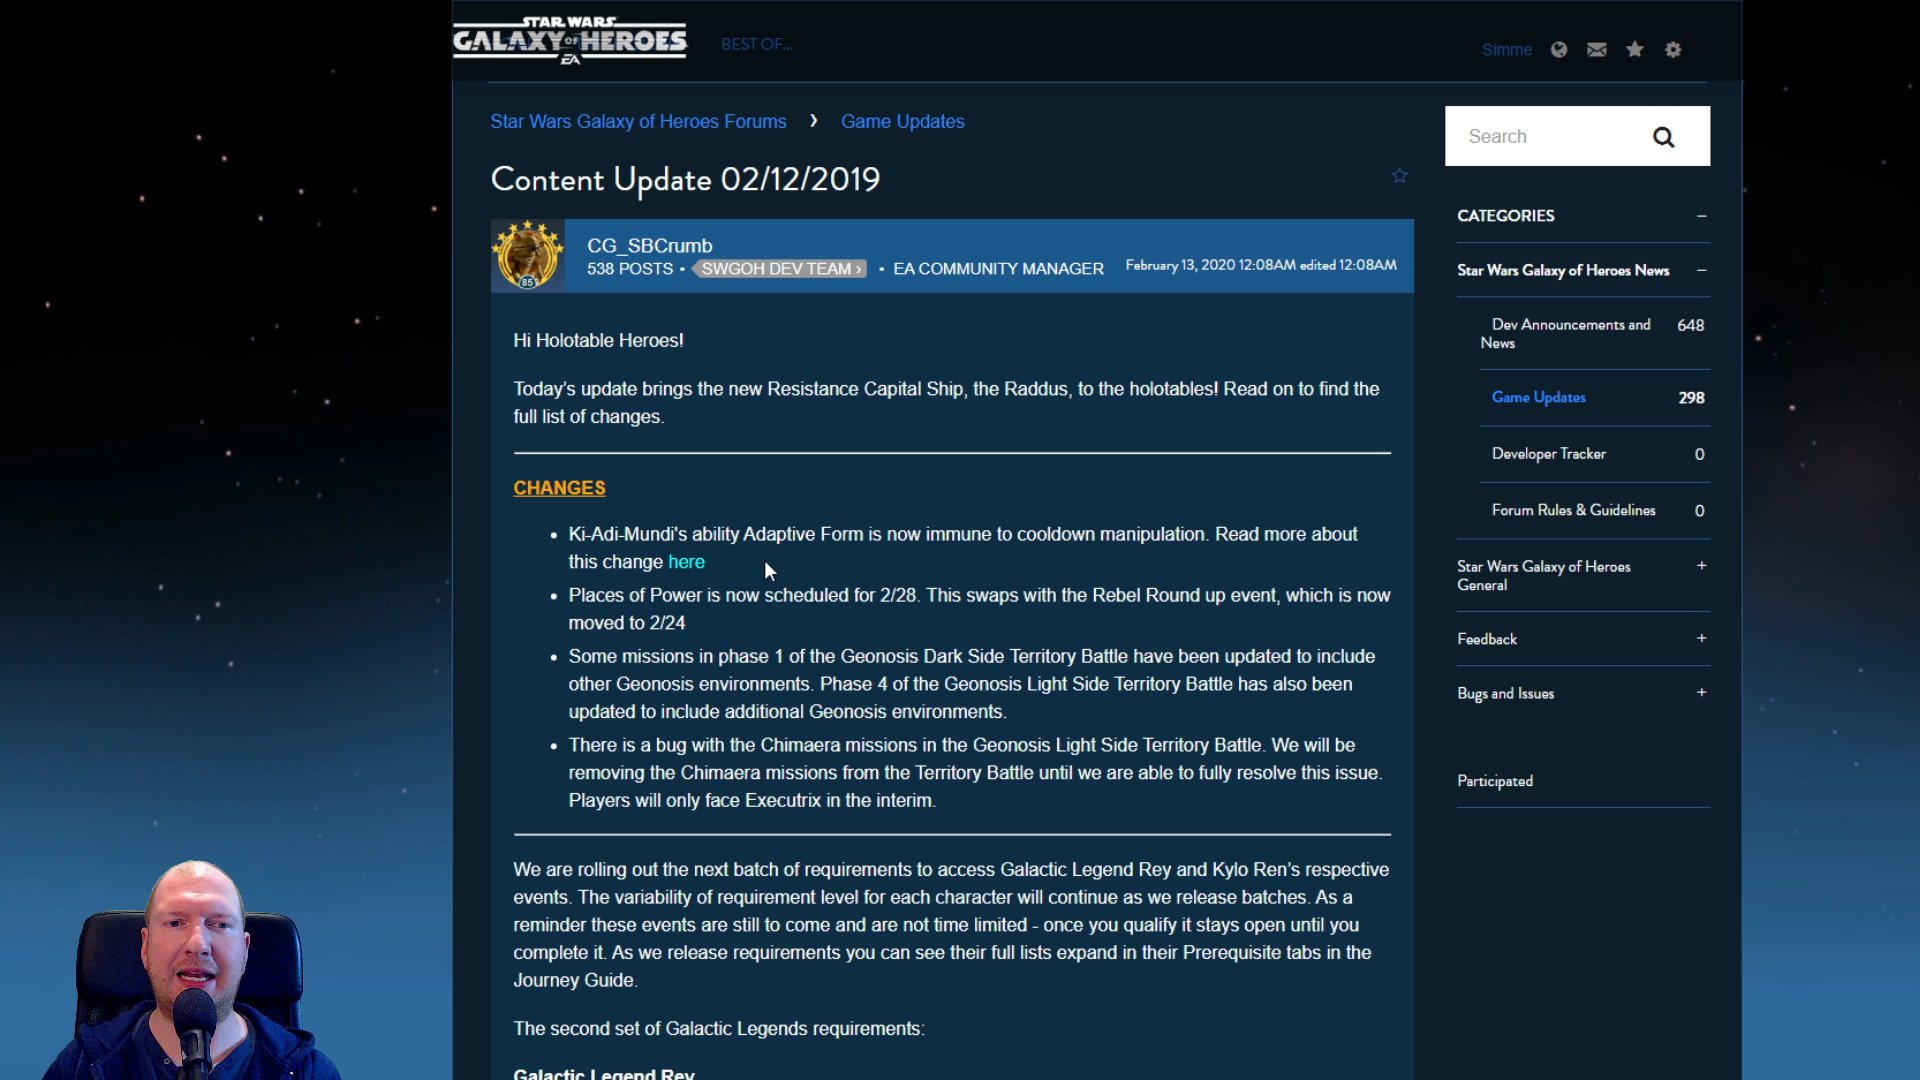 STAR WARS
GALAXY OF HEROES
EA
BEST OF...
Simme
Star Wars Galaxy of Heroes Forums
Game Updates
Content Update 02/12/2019
85
CG_SBCrumb
538 POSTS • SWGOH DEV TEAM › • EA COMMUNITY MANAGER
February 13, 2020 12:08AM edited 12:08AM
Hi Holotable Heroes!
Today's update brings the new Resistance Capital Ship, the Raddus, to the holotables! Read on to find the
full list of changes.
CHANGES
• Ki-Adi-Mundi's ability Adaptive Form is now immune to cooldown manipulation. Read more about
this change here
• Places of Power is now scheduled for 2/28. This swaps with the Rebel Round up event, which is now
moved to 2/24
• Some missions in phase 1 of the Geonosis Dark Side Territory Battle have been updated to include
other Geonosis environments. Phase 4 of the Geonosis Light Side Territory Battle has also been
updated to include additional Geonosis environments.
• There is a bug with the Chimaera missions in the Geonosis Light Side Territory Battle. We will be
removing the Chimaera missions from the Territory Battle until we are able to fully resolve this issue.
Players will only face Executrix in the interim.
We are rolling out the next batch of requirements to access Galactic Legend Rey and Kylo Ren's respective
events. The variability of requirement level for each character will continue as we release batches. As a
reminder these events are still to come and are not time limited - once you qualify it stays open until you
complete it. As we release requirements you can see their full lists expand in their Prerequisite tabs in the
Journey Guide.
The second set of Galactic Legends requirements:
Galactic Legend Rey
Search
CATEGORIES −
Star Wars Galaxy of Heroes News −
Dev Announcements and 648
News
Game Updates 298
Developer Tracker 0
Forum Rules & Guidelines 0
Star Wars Galaxy of Heroes +
General
Feedback +
Bugs and Issues +
Participated